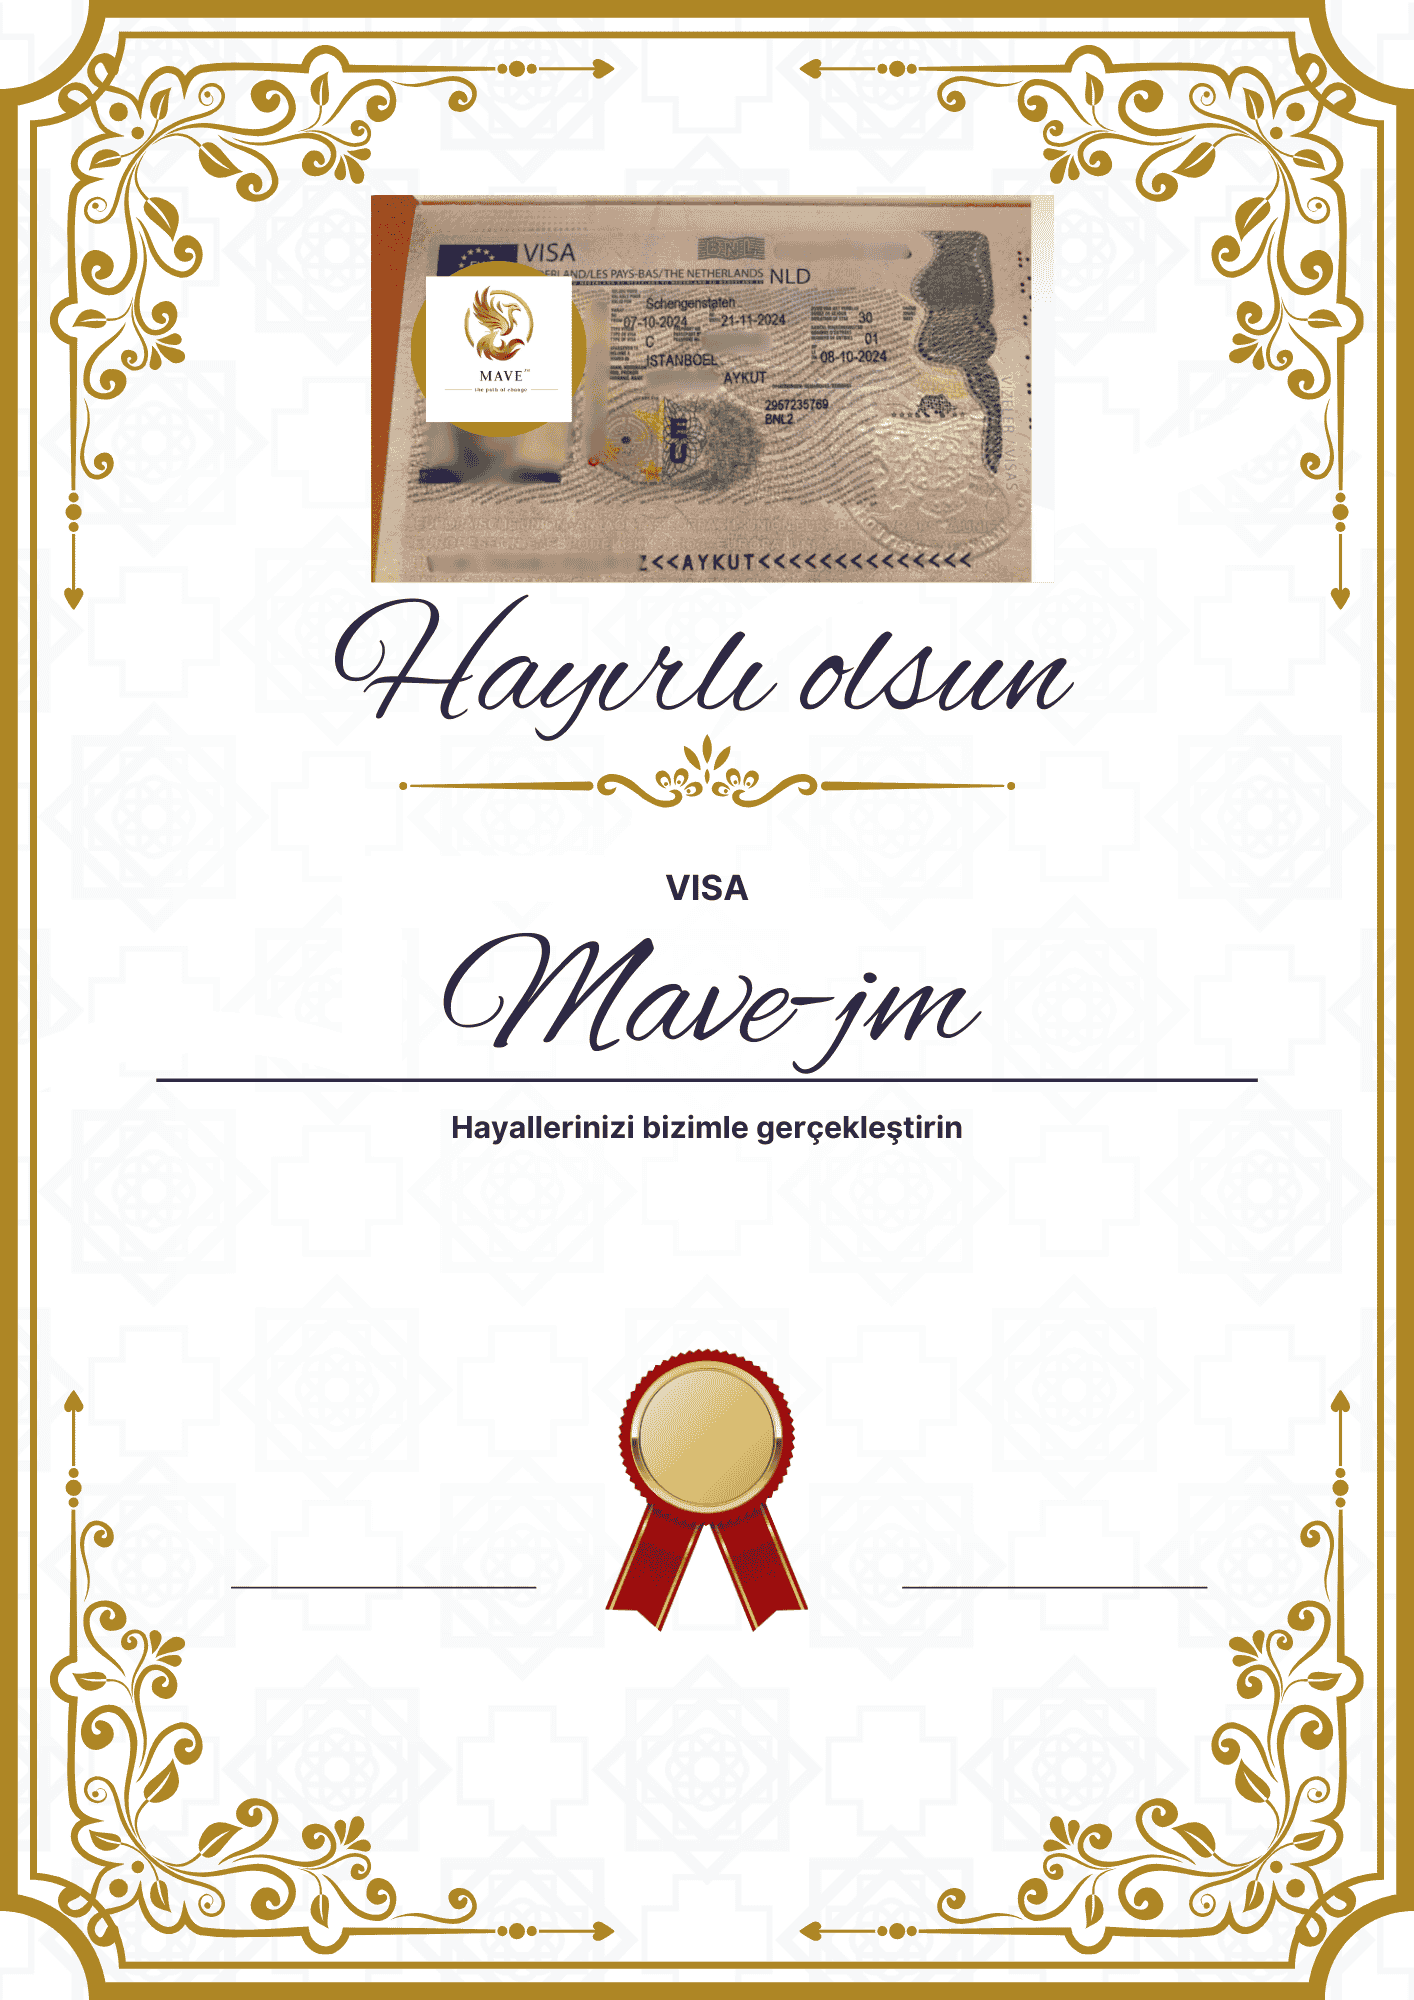 VISA
BNL
ERLAND/LES PAYS-BAS/THE NETHERLANDS NLD
Schengenstaten
07-10-2024 21-11-2024 30
C 01
ISTANBOEL 08-10-2024
AYKUT
2957235769
BNL2
EU
MAVE
the path of change
<<AYKUT<<<<<<<<<<<<<<
Hayırlı olsun
VISA
Mave-jm
Hayallerinizi bizimle gerçekleştirin